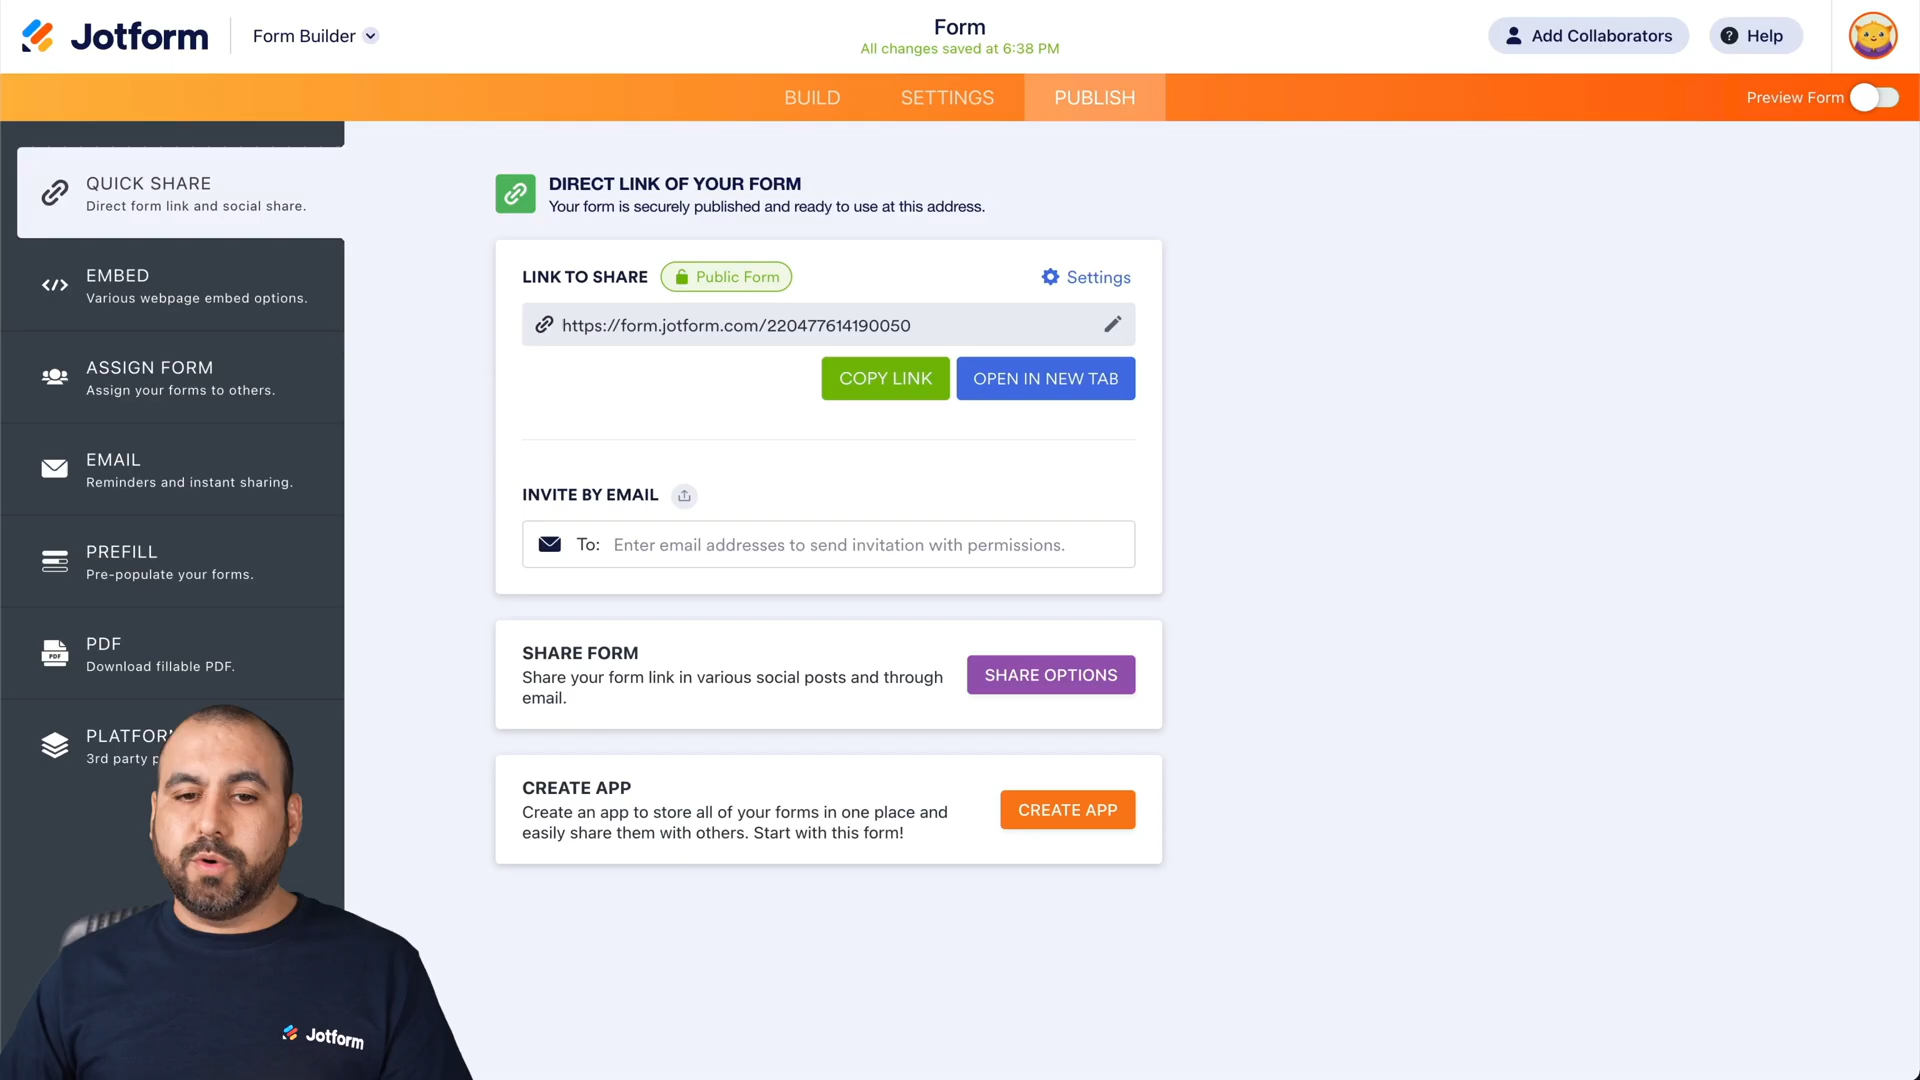 Jotform
Form Builder
Form
All changes saved at 6:38 PM
Add Collaborators
Help
BUILD
SETTINGS
PUBLISH
Preview Form
QUICK SHARE
Direct form link and social share.
EMBED
Various webpage embed options.
ASSIGN FORM
Assign your forms to others.
EMAIL
Reminders and instant sharing.
PREFILL
Pre-populate your forms.
PDF
PDF
Download fillable PDF.
3rd party
DIRECT LINK OF YOUR FORM
Your form is securely published and ready to use at this address.
LINK TO SHARE
Public Form
Settings
https://form.jotform.com/220477614190050
COPY LINK
OPEN IN NEW TAB
INVITE BY EMAIL
To: Enter email addresses to send invitation with permissions.
SHARE FORM
Share your form link in various social posts and through
email.
SHARE OPTIONS
CREATE APP
Create an app to store all of your forms in one place and
easily share them with others. Start with this form!
CREATE APP
Jotform